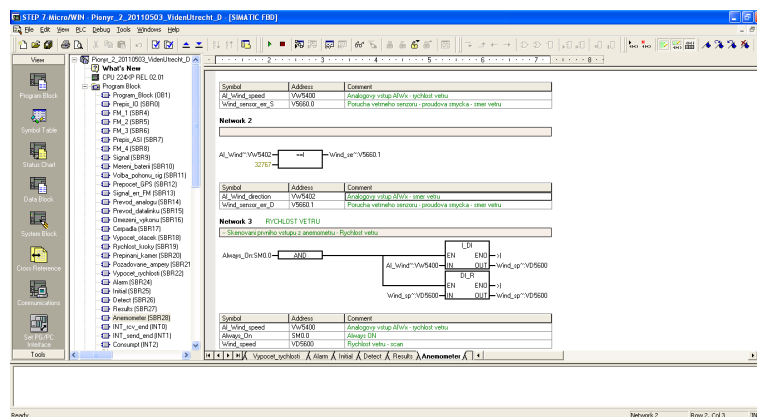 STEP 7-Micro/WIN - Pionyr_2_20110503_VidenUtrecht_D - [SIMATIC FBD]
File Edit View PLC Debug Tools Windows Help
View
Program Block
Symbol Table
Status Chart
Data Block
System Block
Cross Reference
Communications
Set PG/PC
Interface
Tools
Pionyr_2_20110503_VidenUtrecht_D
What's New
CPU 224XP REL 02.01
Program Block
Program_Block (OB1)
Prepis_IO (SBR0)
FM_1 (SBR4)
FM_2 (SBR5)
FM_3 (SBR6)
Prepis_ASI (SBR7)
FM_4 (SBR8)
Signal (SBR9)
Mereni_baterii (SBR10)
Volba_pohonu_sig (SBR11)
Prepocet_GPS (SBR12)
Signal_err_FM (SBR13)
Prevod_analogu (SBR14)
Prevod_datalinku (SBR15)
Omezeni_vykonu (SBR16)
Cerpadla (SBR17)
Vypocet_otacek (SBR18)
Rychlost_kroky (SBR19)
Prepinani_kamer (SBR20)
Pozadovane_ampery (SBR21
Vypocet_rychlosti (SBR22)
Alarm (SBR24)
Initial (SBR25)
Detect (SBR26)
Results (SBR27)
Anemometer (SBR28)
INT_rcv_end (INT0)
INT_send_end (INT1)
Consumpt (INT2)
2 3 4 5 6 7 8
Symbol Address Comment
AI_Wind_speed VW5400 Analogovy vstup AIWx - rychlost vetru
Wind_sensor_err_S V5660.0 Porucha vetrneho senzoru - proudova smycka - smer vetru
Network 2
AI_Wind~:VW5402 ==I Wind_se~:V5660.1
32767
Symbol Address Comment
AI_Wind_direction VW5402 Analogovy vstup AIWx - smer vetru
Wind_sensor_err_D V5660.1 Porucha vetrneho senzoru - proudova smycka - smer vetru
Network 3 RYCHLOST VETRU
- Skenovani prvniho vstupu z anemometru - Rychlost vetru
I_DI
Always_On:SM0.0 AND EN ENO
AI_Wind~:VW5400 IN OUT Wind_sp~:VD5600
DI_R
EN ENO
Wind_sp~:VD5600 IN OUT Wind_sp~:VD5600
Symbol Address Comment
AI_Wind_speed VW5400 Analogovy vstup AIWx - rychlost vetru
Always_On SM0.0 Always ON
Wind_speed VD5600 Rychlost vetru - scan
Vypocet_rychlosti Alarm Initial Detect Results Anemometer
Ready Network 2 Row 2, Col 3 IN